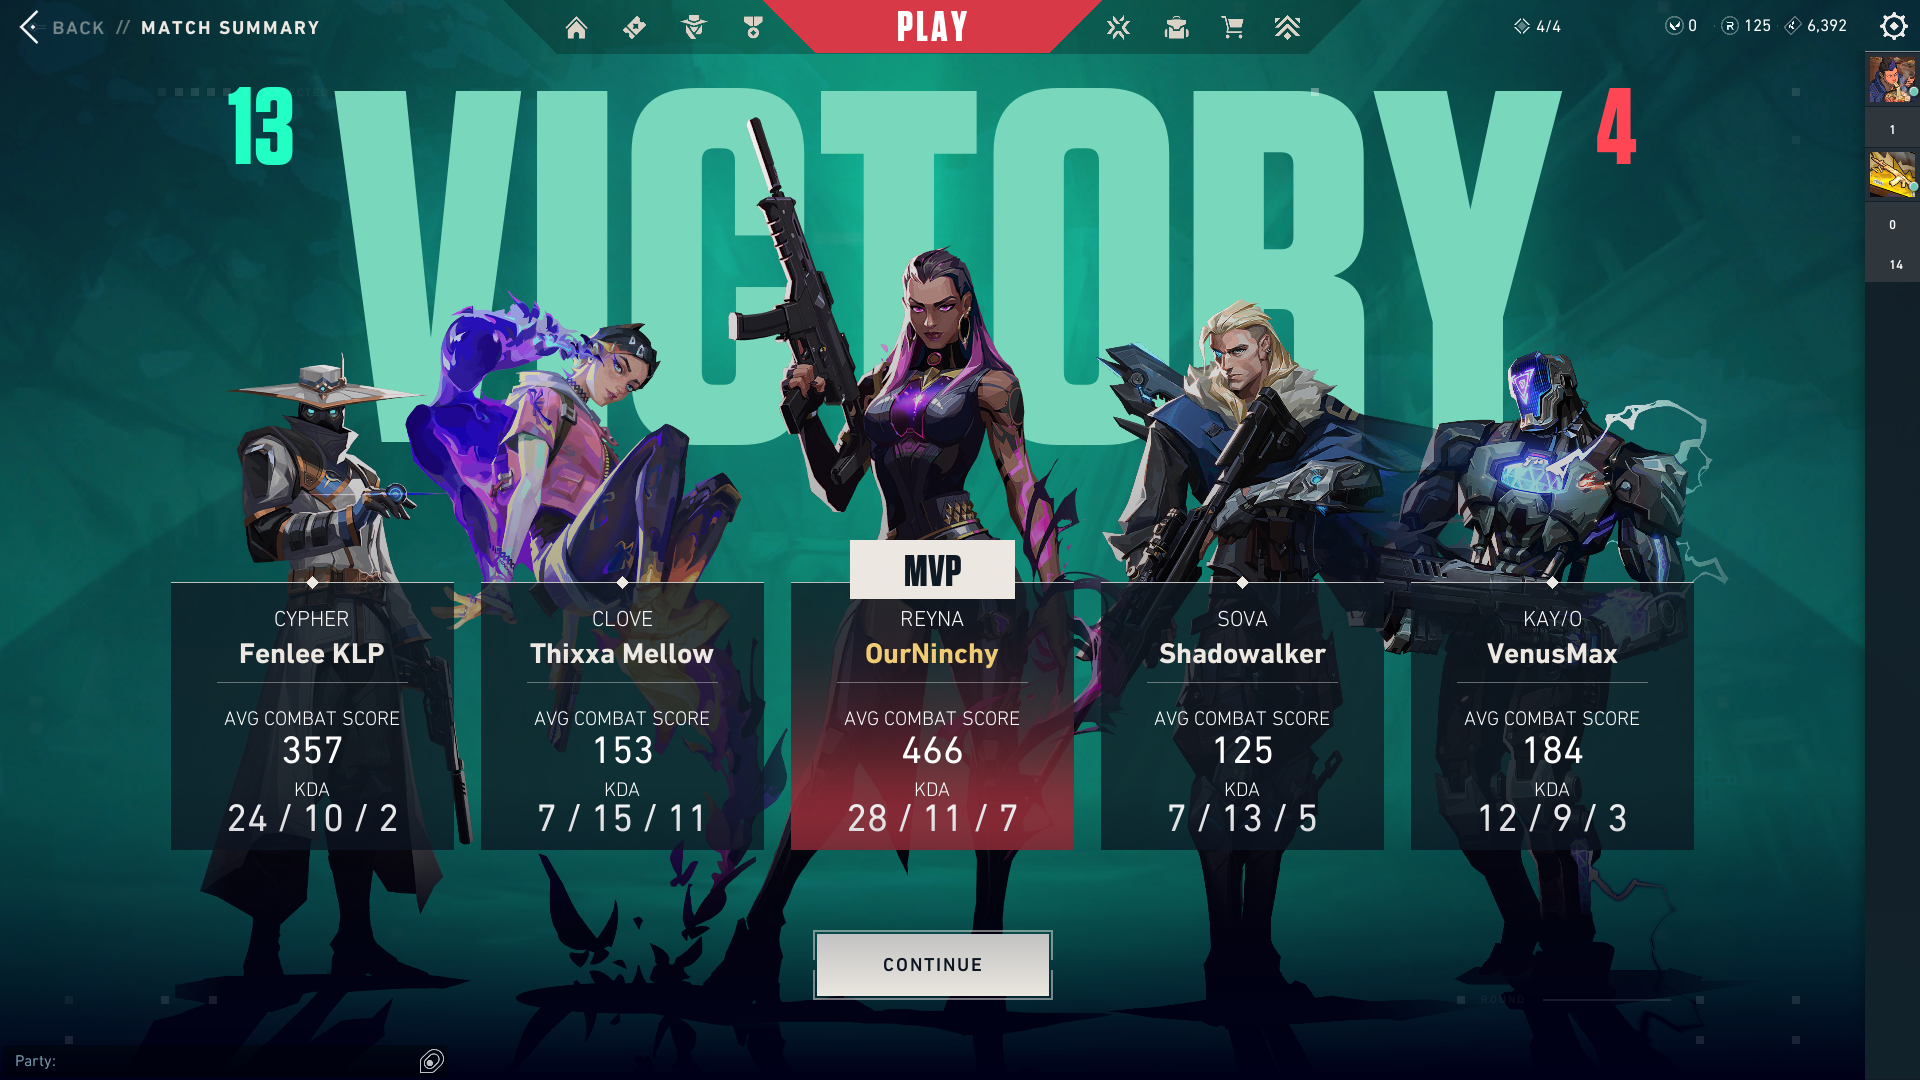 BACK // MATCH SUMMARY
PLAY
4/4
0
125
6,392
13
VICTORY
4
1
0
14
MVP
CYPHER
Fenlee KLP
AVG COMBAT SCORE
357
KDA
24 / 10 / 2
CLOVE
Thixxa Mellow
AVG COMBAT SCORE
153
KDA
7 / 15 / 11
REYNA
OurNinchy
AVG COMBAT SCORE
466
KDA
28 / 11 / 7
SOVA
Shadowalker
AVG COMBAT SCORE
125
KDA
7 / 13 / 5
KAY/O
VenusMax
AVG COMBAT SCORE
184
KDA
12 / 9 / 3
CONTINUE
ROUND
Party: